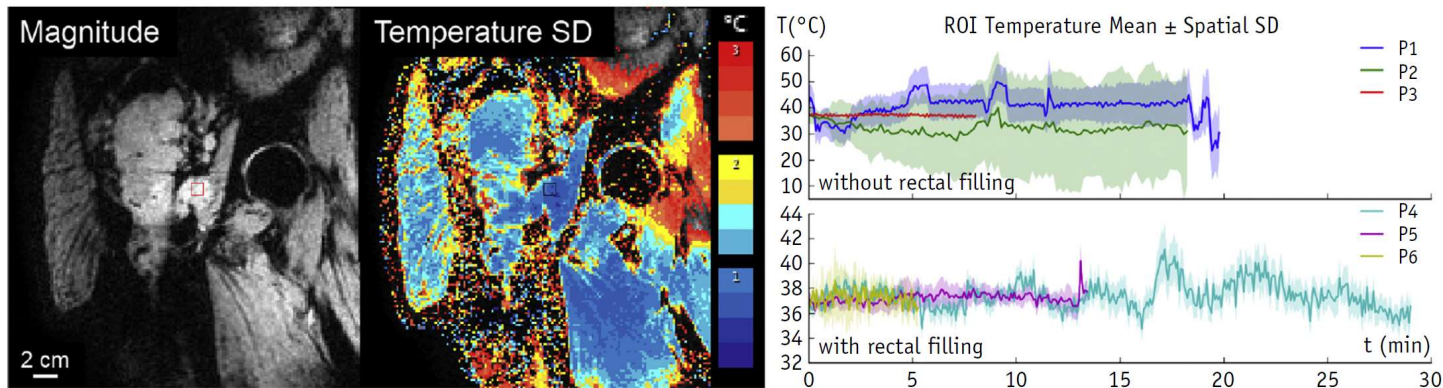 Magnitude
2 cm
Temperature SD
°C
3
2
1
T(°C)
ROI Temperature Mean ± Spatial SD
P1
P2
P3
60
50
40
30
20
10
without rectal filling
44
42
40
38
36
34
32
P4
P5
P6
with rectal filling
t (min)
0 5 10 15 20 25 30